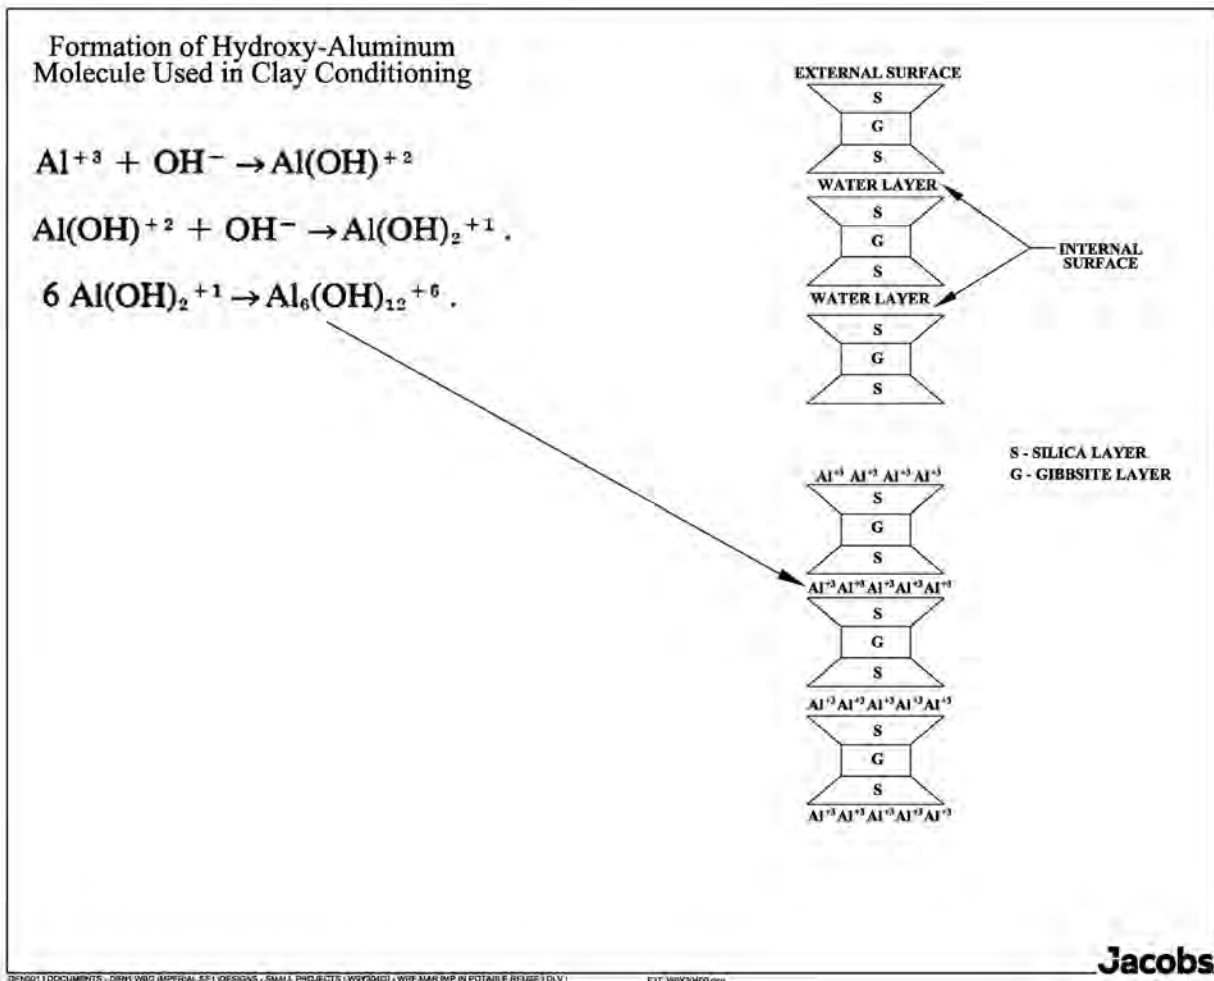 Formation of Hydroxy-Aluminum
Molecule Used in Clay Conditioning
Al⁺³ + OH⁻ → Al(OH)⁺²
Al(OH)⁺² + OH⁻ → Al(OH)₂⁺¹ .
6 Al(OH)₂⁺¹ → Al₆(OH)₁₂⁺⁶ .
EXTERNAL SURFACE
S
G
S
WATER LAYER
S
G
S
WATER LAYER
S
G
S
INTERNAL
SURFACE
S - SILICA LAYER
G - GIBBSITE LAYER
Al⁺³ Al⁺³ Al⁺³ Al⁺³
S
G
S
Al⁺³ Al⁺³ Al⁺³ Al⁺³ Al⁺³
S
G
S
Al⁺³ Al⁺³ Al⁺³ Al⁺³ Al⁺³
S
G
S
Al⁺³ Al⁺³ Al⁺³ Al⁺³ Al⁺³
Jacobs